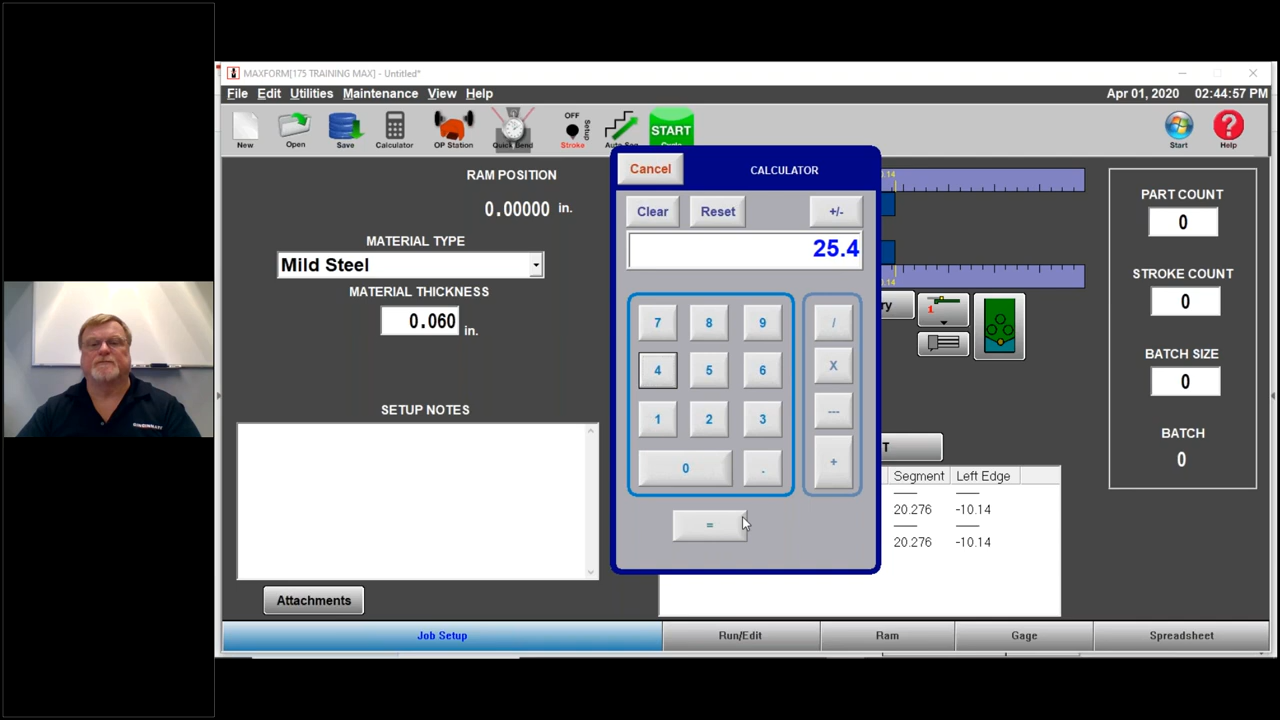 MAXFORM[175 TRAINING MAX] - Untitled*
File Edit Utilities Maintenance View Help
Apr 01, 2020 02:44:57 PM
New Open Save Calculator OP Station Quick Bend
OFF
Setup
Stroke
START
Start Help
RAM POSITION
0.00000 in.
MATERIAL TYPE
Mild Steel
MATERIAL THICKNESS
0.060 in.
SETUP NOTES
Attachments
Cancel CALCULATOR
Clear Reset +/-
25.4
7 8 9 /
4 5 6 X
1 2 3 ---
0 . +
=
1
Segment Left Edge
20.276 -10.14
20.276 -10.14
PART COUNT
0
STROKE COUNT
0
BATCH SIZE
0
BATCH
0
Job Setup Run/Edit Ram Gage Spreadsheet
CINCINNATI